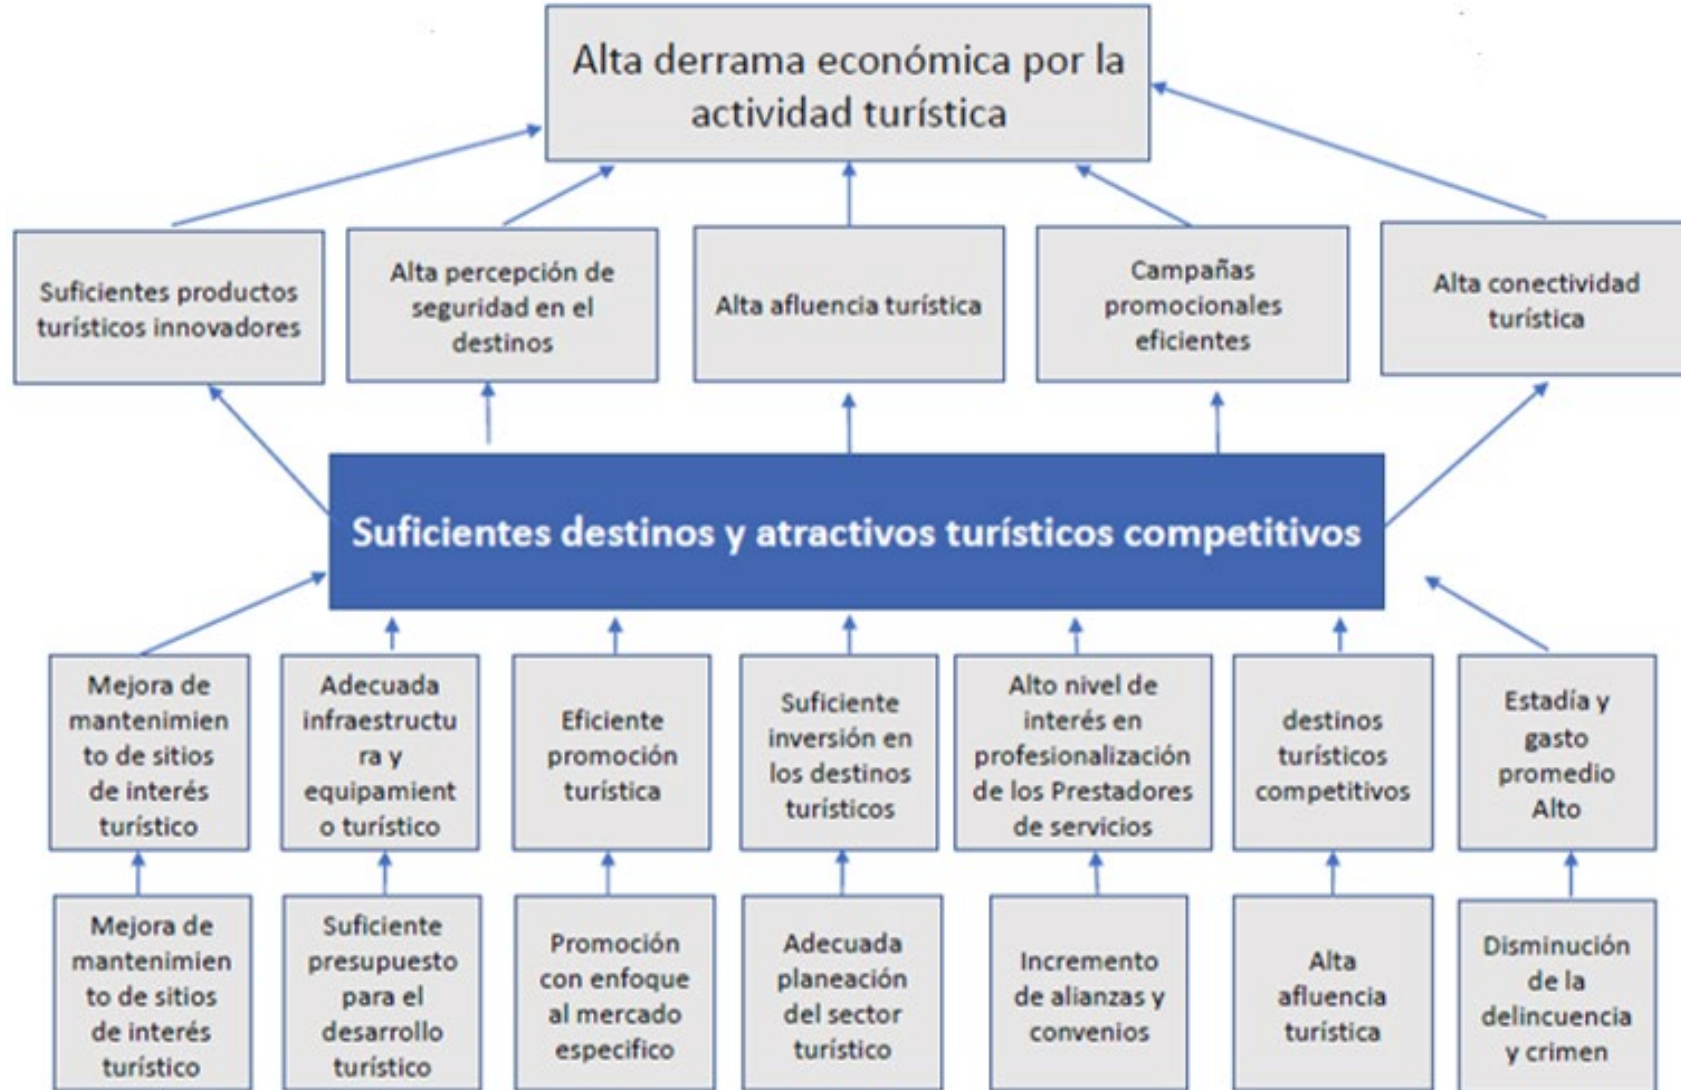 Alta derrama económica por la
actividad turística
Suficientes productos
turísticos innovadores
Alta percepción de
seguridad en el
destinos
Alta afluencia turística
Campañas
promocionales
eficientes
Alta conectividad
turística
Suficientes destinos y atractivos turísticos competitivos
Mejora de
mantenimien
to de sitios
de interés
turístico
Adecuada
infraestructu
ra y
equipamient
o turístico
Eficiente
promoción
turística
Suficiente
inversión en
los destinos
turísticos
Alto nivel de
interés en
profesionalización
de los Prestadores
de servicios
destinos
turísticos
competitivos
Estadía y
gasto
promedio
Alto
Mejora de
mantenimien
to de sitios
de interés
turístico
Suficiente
presupuesto
para el
desarrollo
turístico
Promoción
con enfoque
al mercado
especifico
Adecuada
planeación
del sector
turístico
Incremento
de alianzas y
convenios
Alta
afluencia
turística
Disminución
de la
delincuencia
y crimen